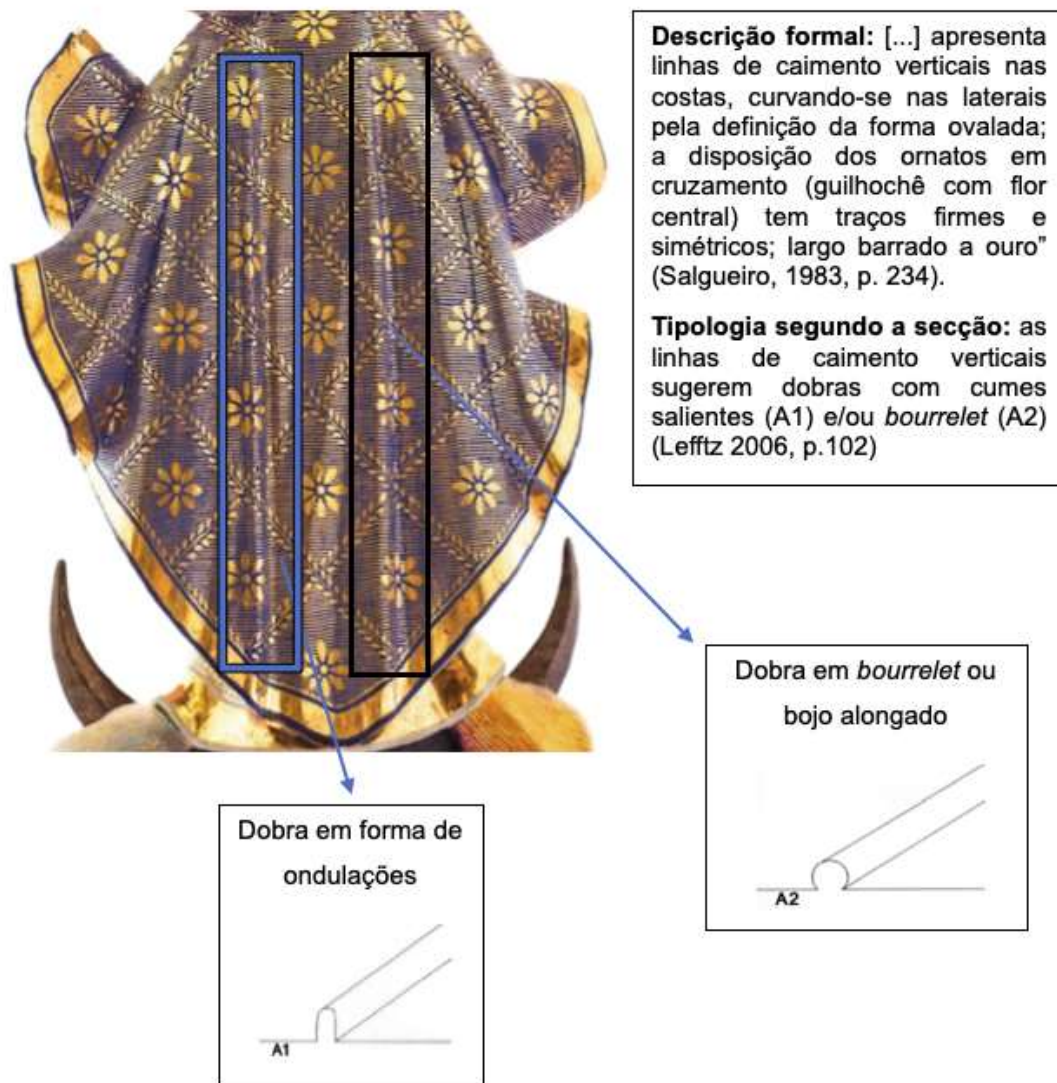 Descrição formal: [...] apresenta
linhas de caimento verticais nas
costas, curvando-se nas laterais
pela definição da forma ovalada;
a disposição dos ornatos em
cruzamento (guilhochê com flor
central) tem traços firmes e
simétricos; largo barrado a ouro”
(Salgueiro, 1983, p. 234).
Tipologia segundo a secção: as
linhas de caimento verticais
sugerem dobras com cumes
salientes (A1) e/ou bourrelet (A2)
(Lefftz 2006, p.102)
Dobra em bourrelet ou
bojo alongado
A2
Dobra em forma de
ondulações
A1